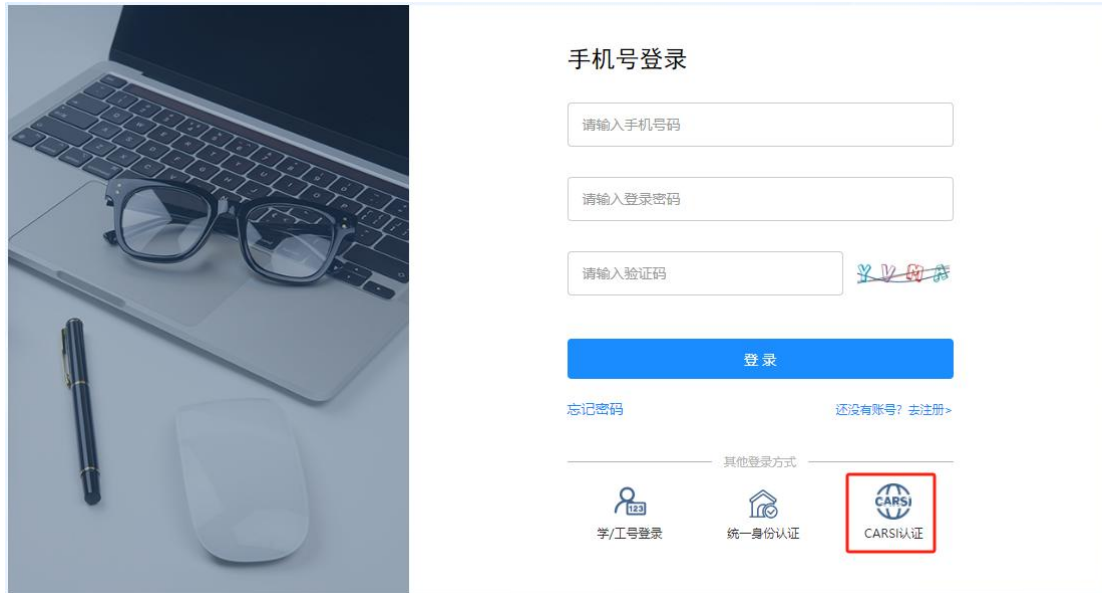 手机号登录
请输入手机号码
请输入登录密码
请输入验证码
YVMA
登 录
忘记密码
还没有账号? 去注册>
其他登录方式
123
CARSI
学/工号登录
统一身份认证
CARSI认证